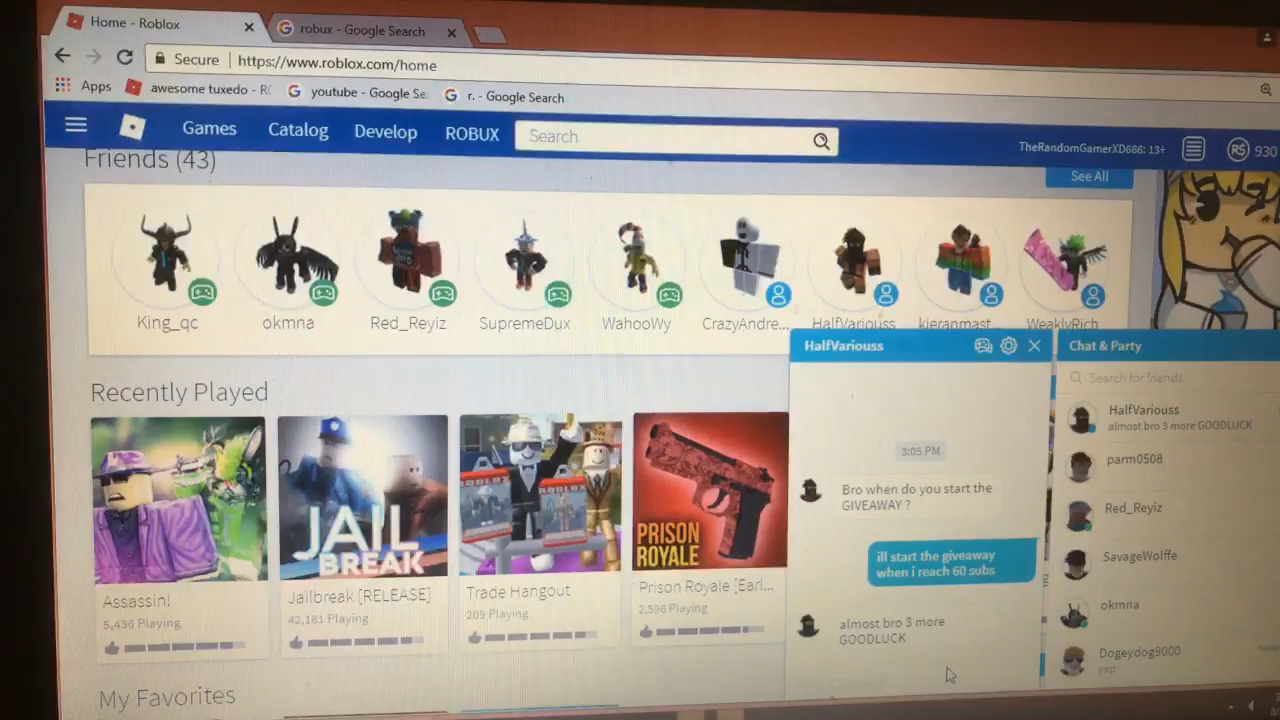 Home - Roblox
robux - Google Search
Secure
https://www.roblox.com/home
Apps
awesome tuxedo - RO
youtube - Google Se
r. - Google Search
Games
Catalog
Develop
ROBUX
Search
TheRandomGamerXD666: 13+
R$ 930
Friends (43)
See All
King_qc
okmna
Red_Reyiz
SupremeDux
WahooWy
CrazyAndre...
HalfVariouss
kieranmast...
WeaklyRich
Recently Played
JAIL
BREAK
ROBLOX
ROBLOX
PRISON
ROYALE
Assassin!
5,436 Playing
Jailbreak [RELEASE]
42,181 Playing
Trade Hangout
209 Playing
Prison Royale [Earl...
2,596 Playing
My Favorites
HalfVariouss
3:05 PM
Bro when do you start the
GIVEAWAY ?
ill start the giveaway
when i reach 60 subs
almost bro 3 more
GOODLUCK
Chat & Party
Search for friends
HalfVariouss
almost bro 3 more GOODLUCK
parm0508
Red_Reyiz
SavageWolffe
okmna
Dogeydog9000
yep